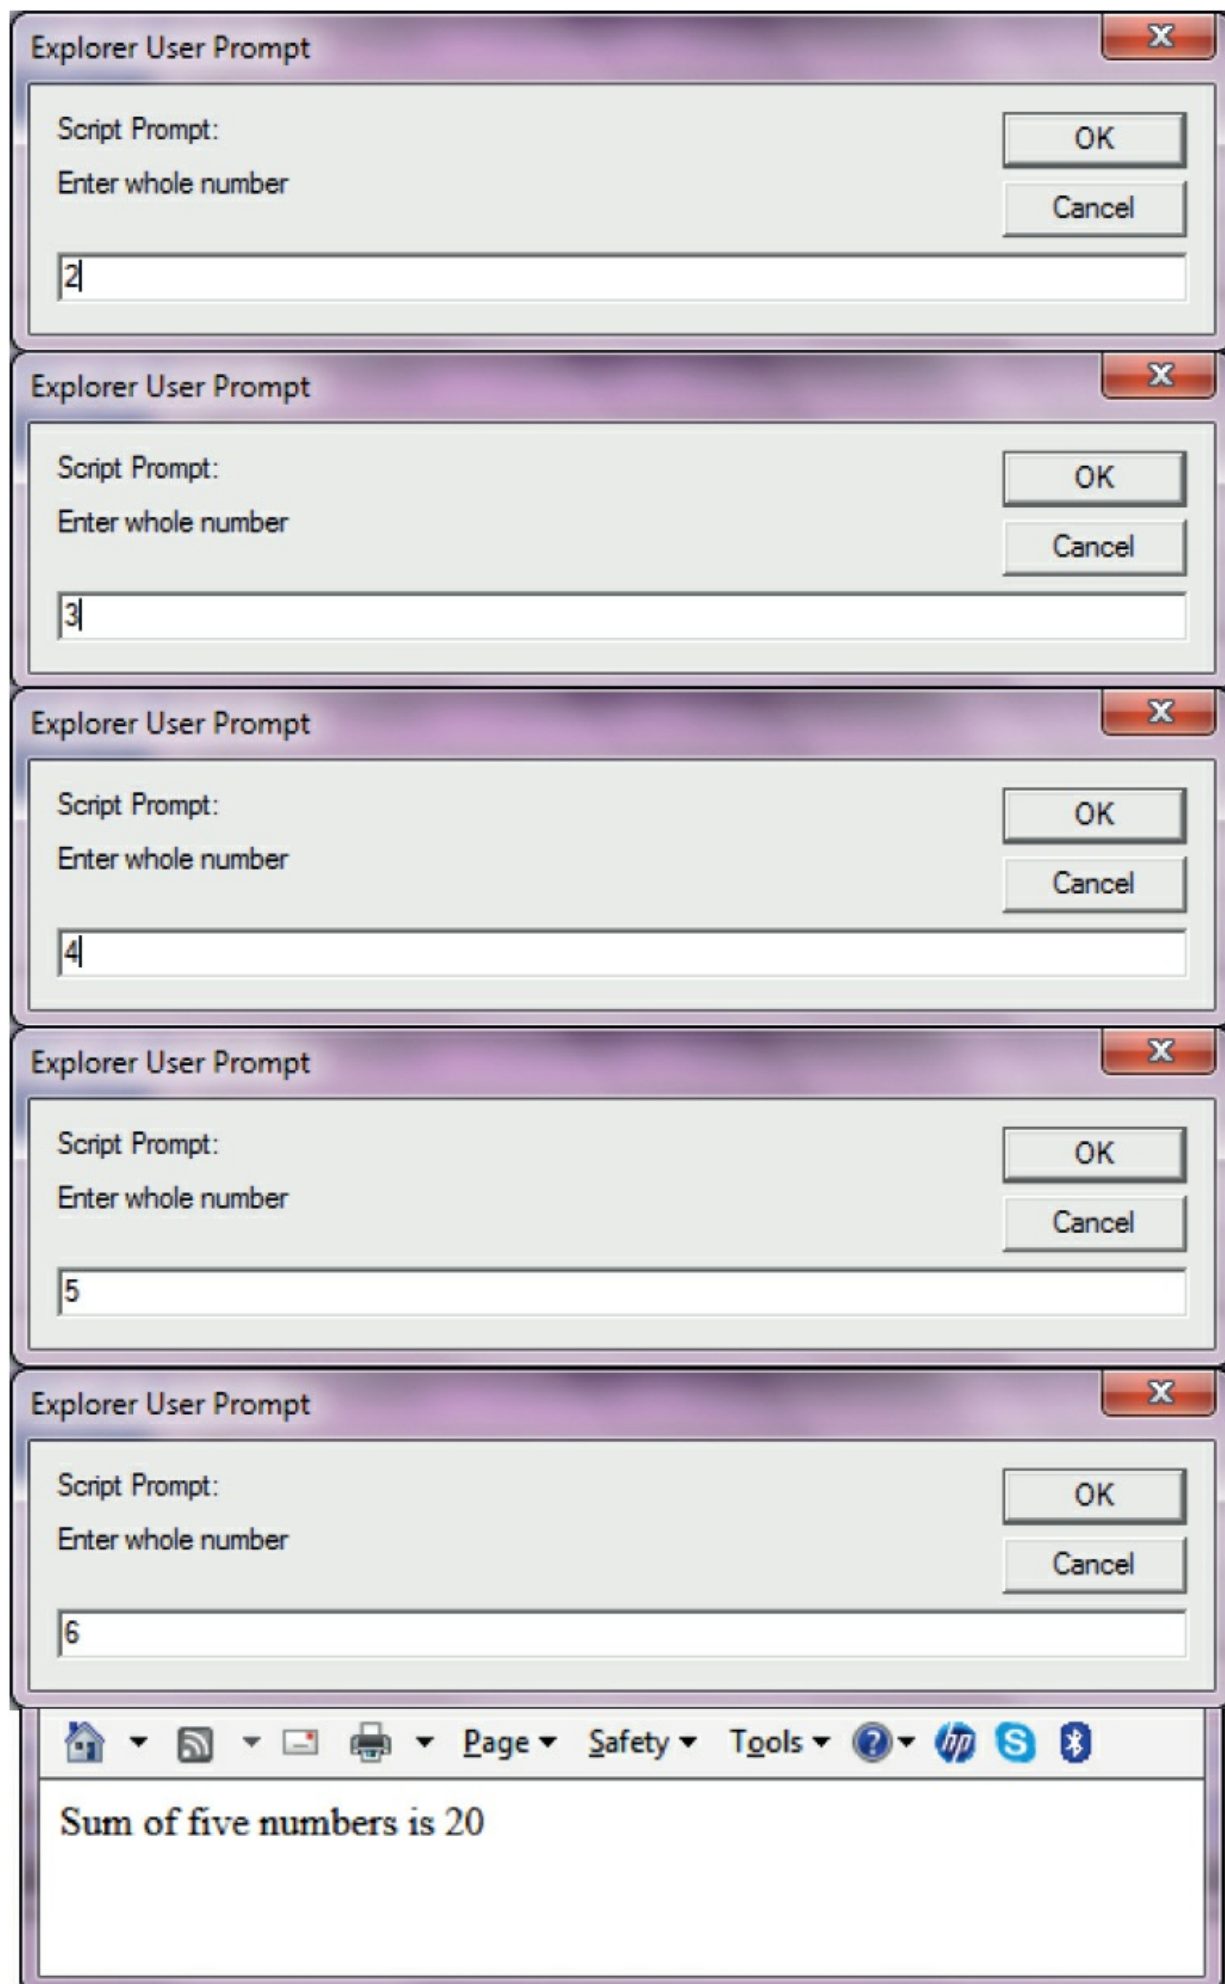 Explorer User Prompt
X
Script Prompt:
OK
Enter whole number
Cancel
2
Explorer User Prompt
X
Script Prompt:
OK
Enter whole number
Cancel
3
Explorer User Prompt
X
Script Prompt:
OK
Enter whole number
Cancel
4
Explorer User Prompt
X
Script Prompt:
OK
Enter whole number
Cancel
5
Explorer User Prompt
X
Script Prompt:
OK
Enter whole number
Cancel
6
Page Safety Tools ? hp S
Sum of five numbers is 20